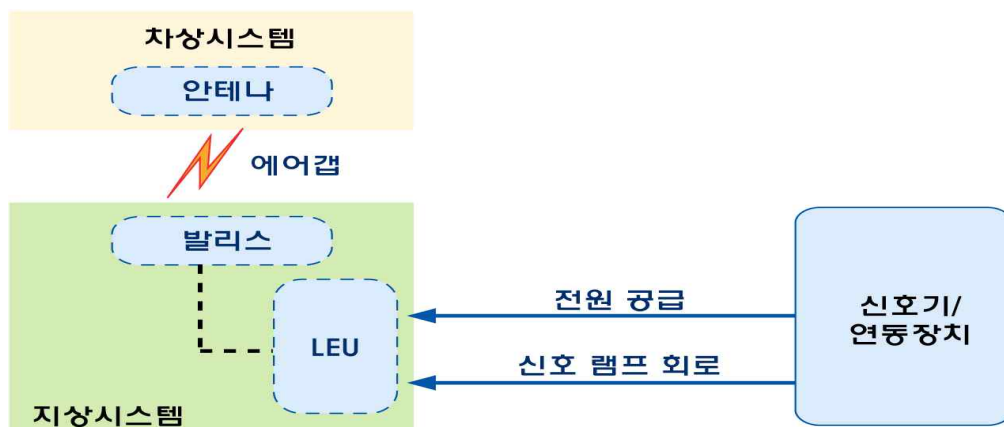 차상시스템
안테나
에어갭
발리스
LEU
지상시스템
전원 공급
신호 램프 회로
신호기/
연동장치